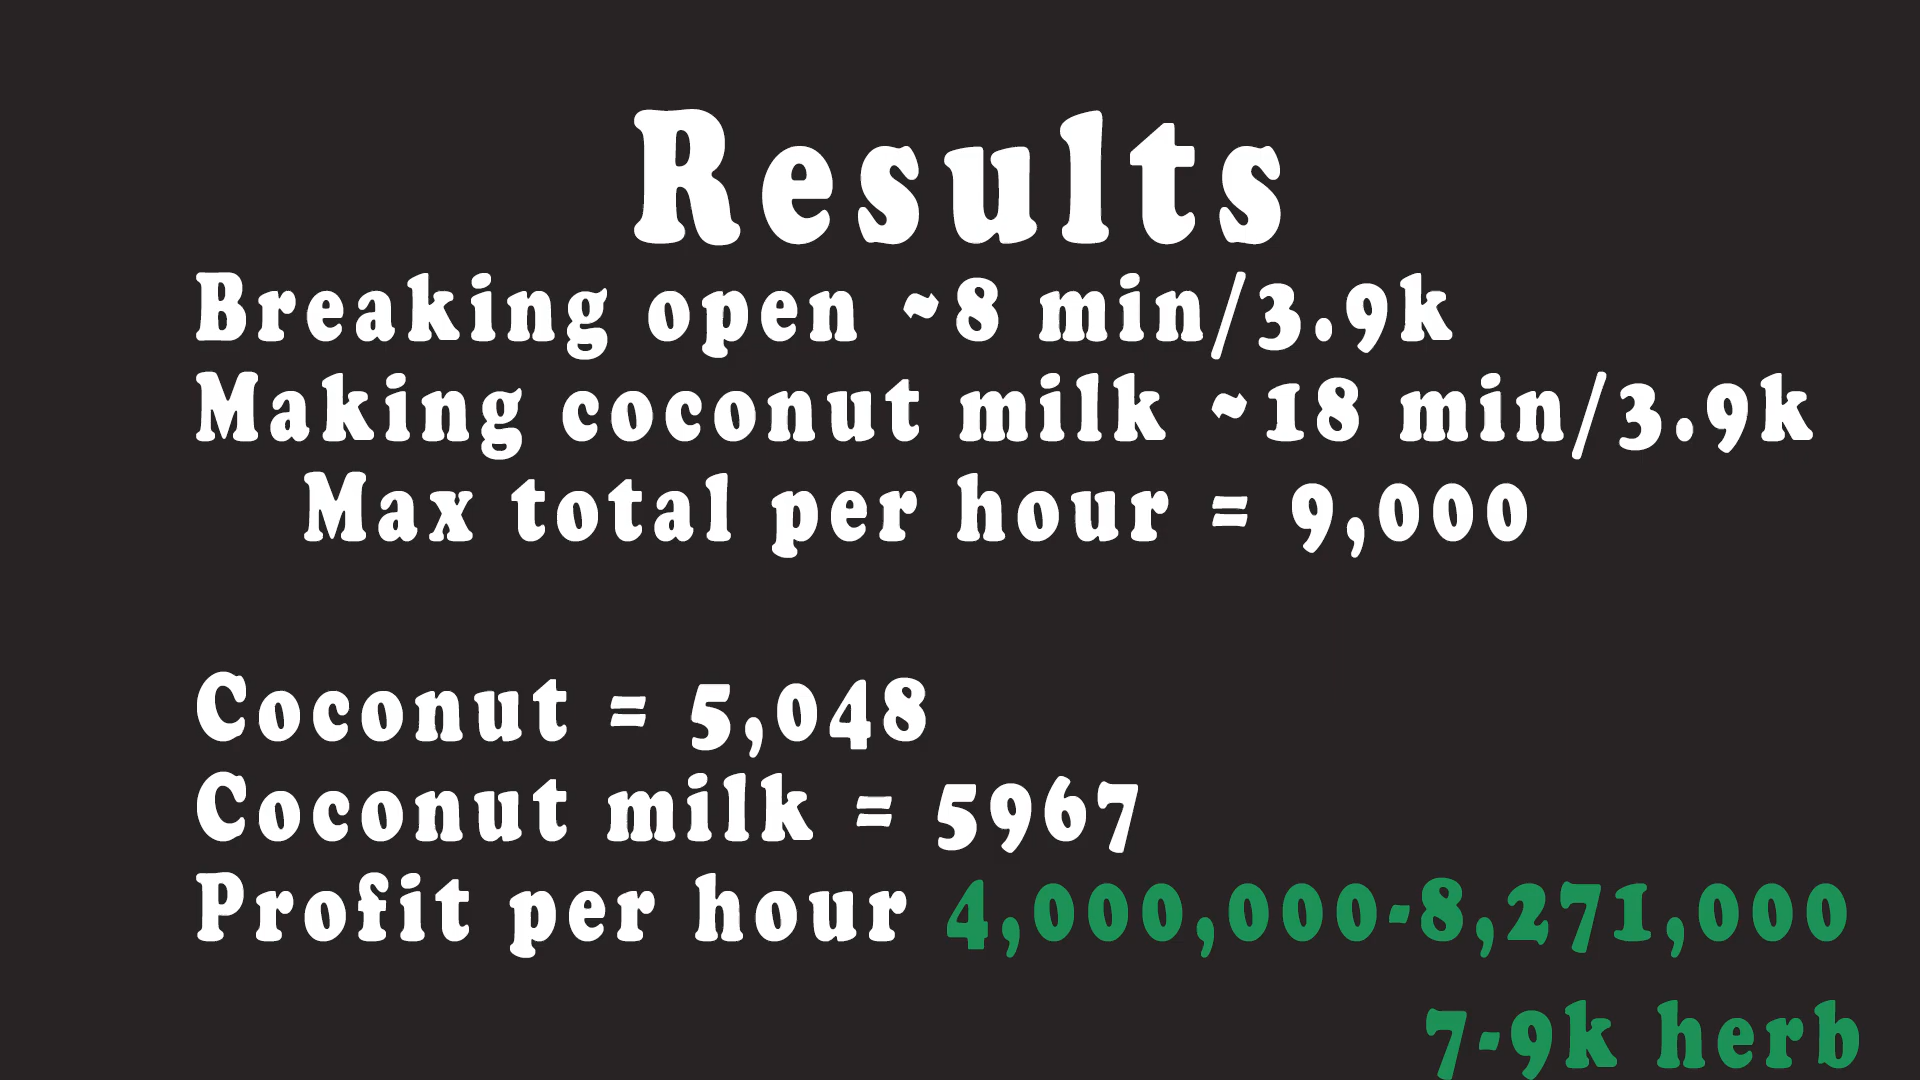 Results
Breaking open ~8 min/3.9k
Making coconut milk ~18 min/3.9k
Max total per hour = 9,000
Coconut = 5,048
Coconut milk = 5967
Profit per hour 4,000,000-8,271,000
7-9k herb